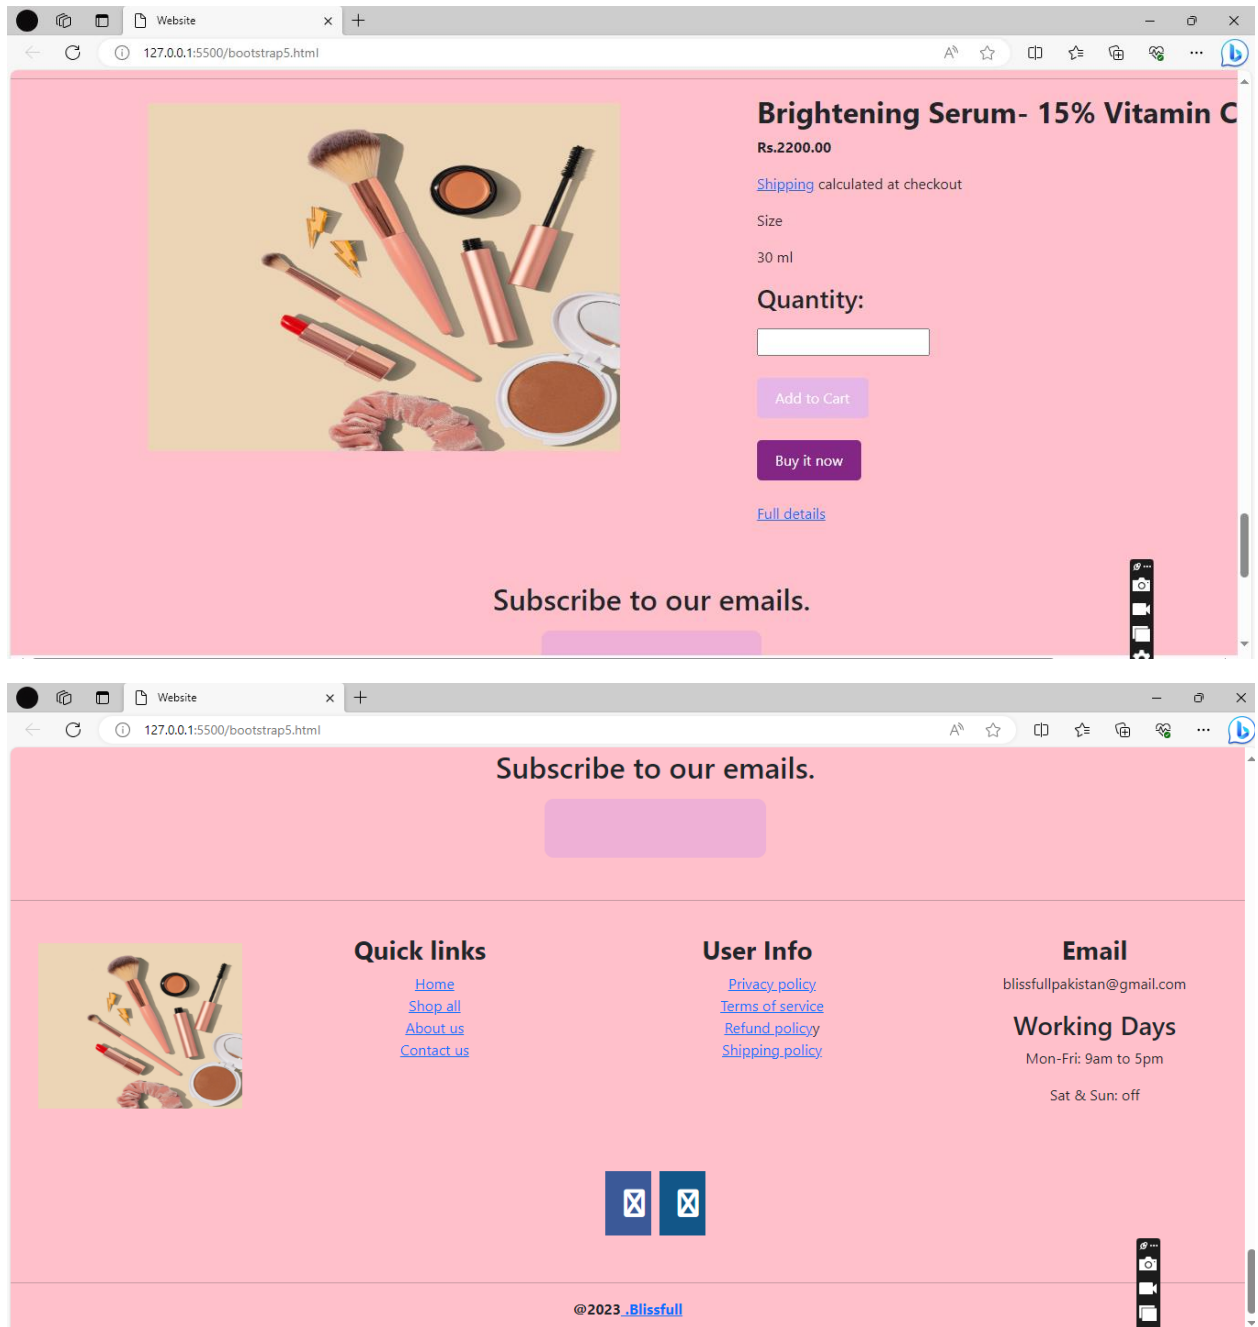 Website
127.0.0.1:5500/bootstrap5.html
Brightening Serum- 15% Vitamin C
Rs.2200.00
Shipping calculated at checkout
Size
30 ml
Quantity:
Add to Cart
Buy it now
Full details
Subscribe to our emails.
Website
127.0.0.1:5500/bootstrap5.html
Subscribe to our emails.
Quick links
Home
Shop all
About us
Contact us
User Info
Privacy policy
Terms of service
Refund policyy
Shipping policy
Email
blissfullpakistan@gmail.com
Working Days
Mon-Fri: 9am to 5pm
Sat & Sun: off
@2023 .Blissfull